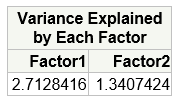 Variance Explained
by Each Factor
Factor1 Factor2
2.7128416 1.3407424